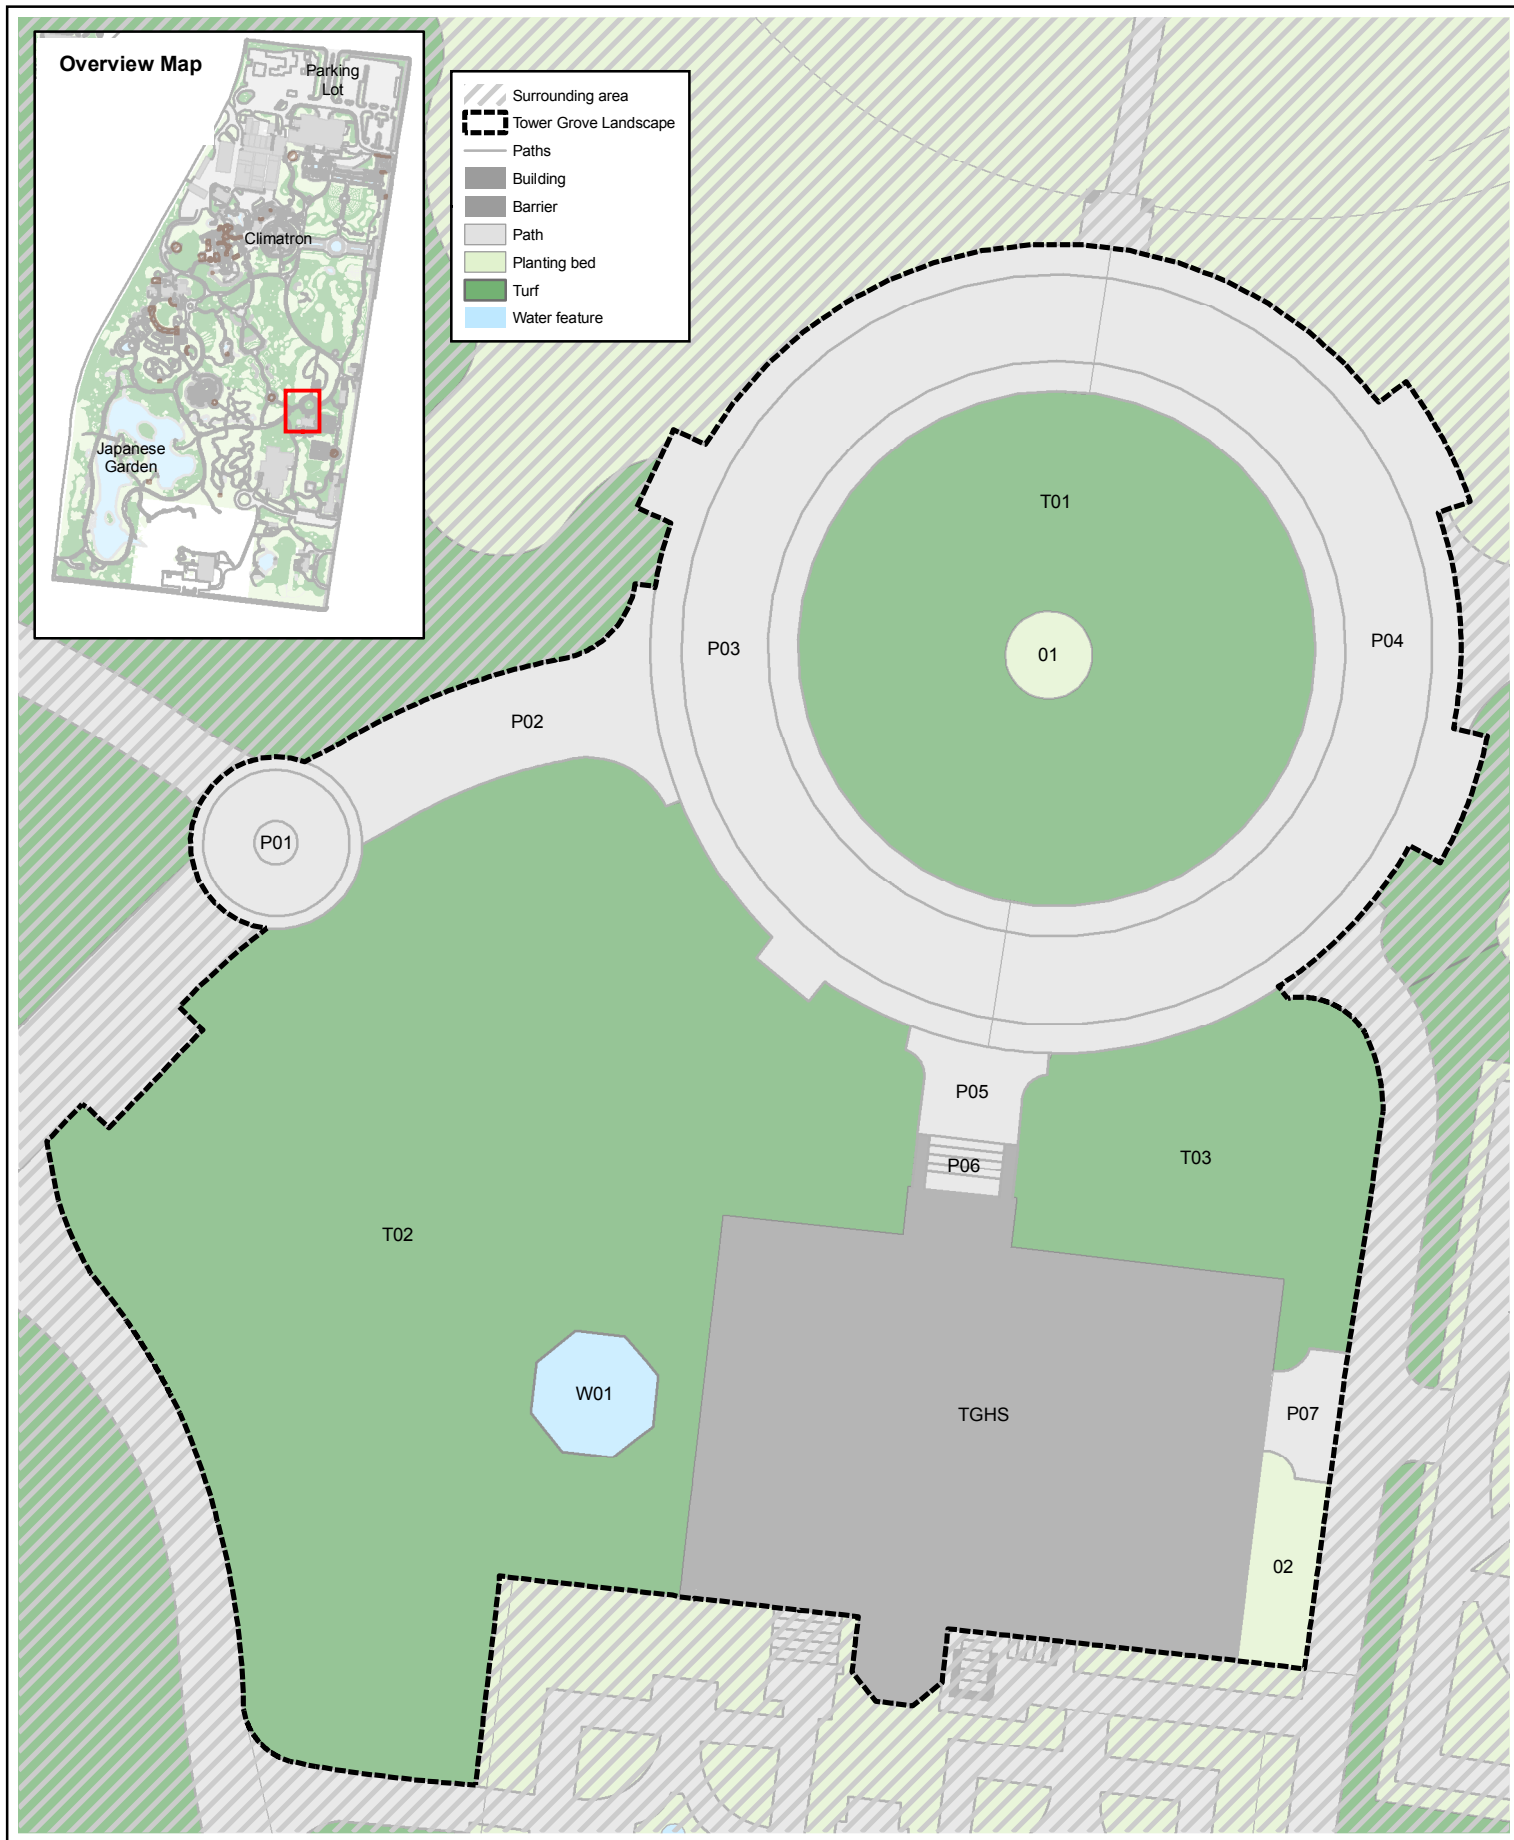 Overview Map
Parking
Lot
Climatron
Japanese
Garden
Surrounding area
Tower Grove Landscape
Paths
Building
Barrier
Path
Planting bed
Turf
Water feature
T01
01
P03
P04
P02
P01
P05
P06
T03
T02
W01
TGHS
P07
02